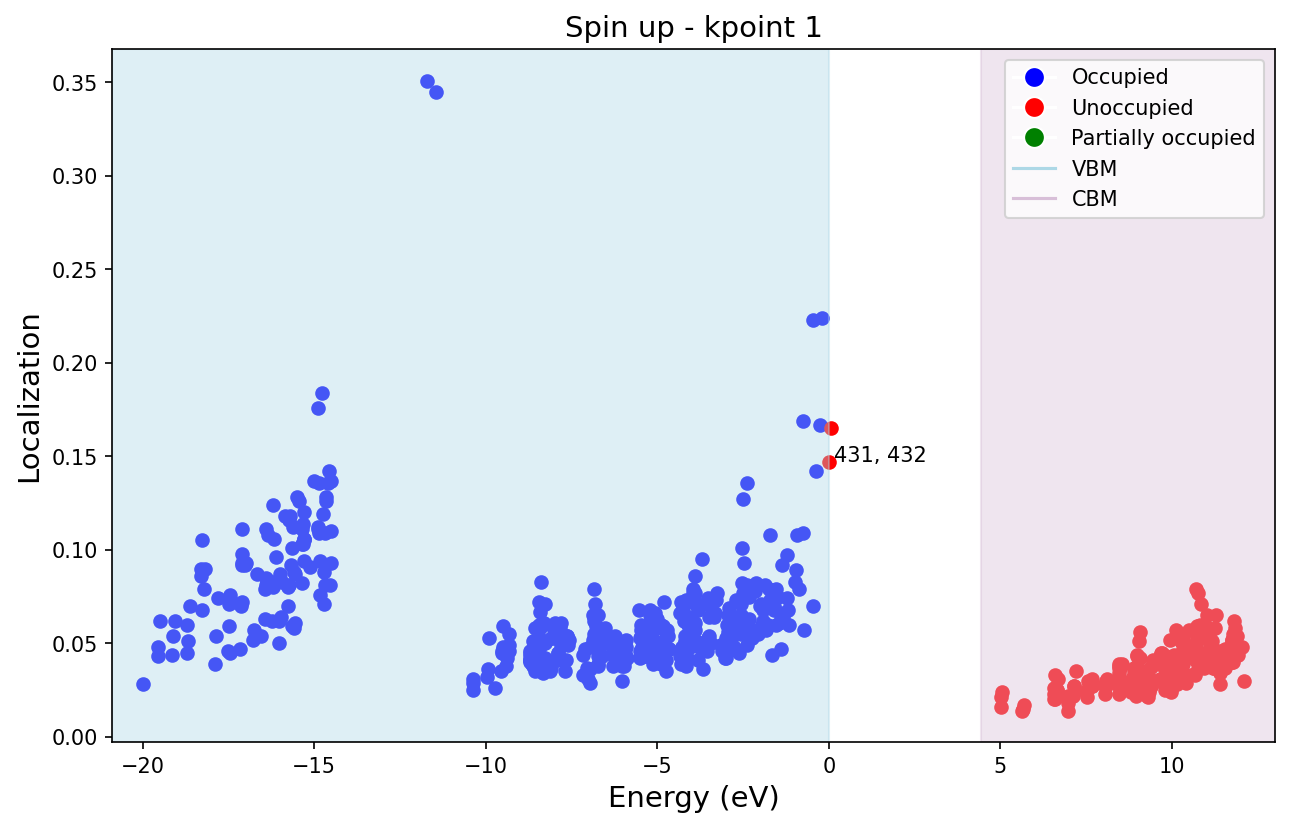 Spin up - kpoint 1
Localization
0.35
0.30
0.25
0.20
0.15
0.10
0.05
0.00
Occupied
Unoccupied
Partially occupied
VBM
CBM
431, 432
−20
−15
−10
−5
0
5
10
Energy (eV)